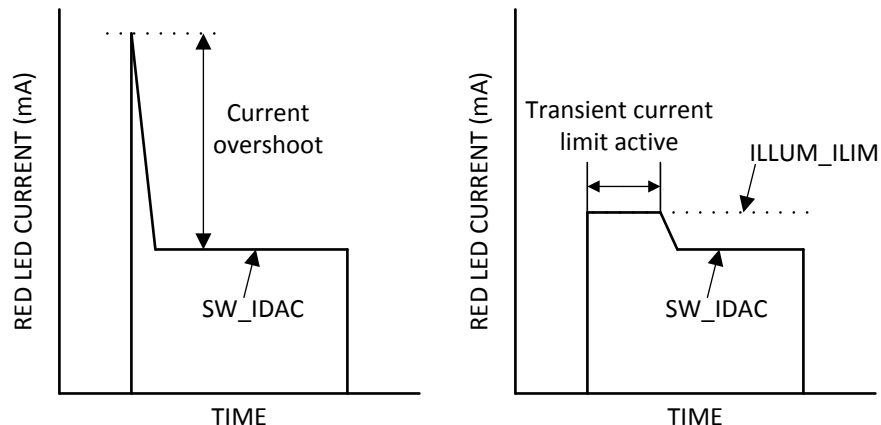 RED LED CURRENT (mA)
Current
overshoot
SW_IDAC
TIME
RED LED CURRENT (mA)
Transient current
limit active
ILLUM_ILIM
SW_IDAC
TIME